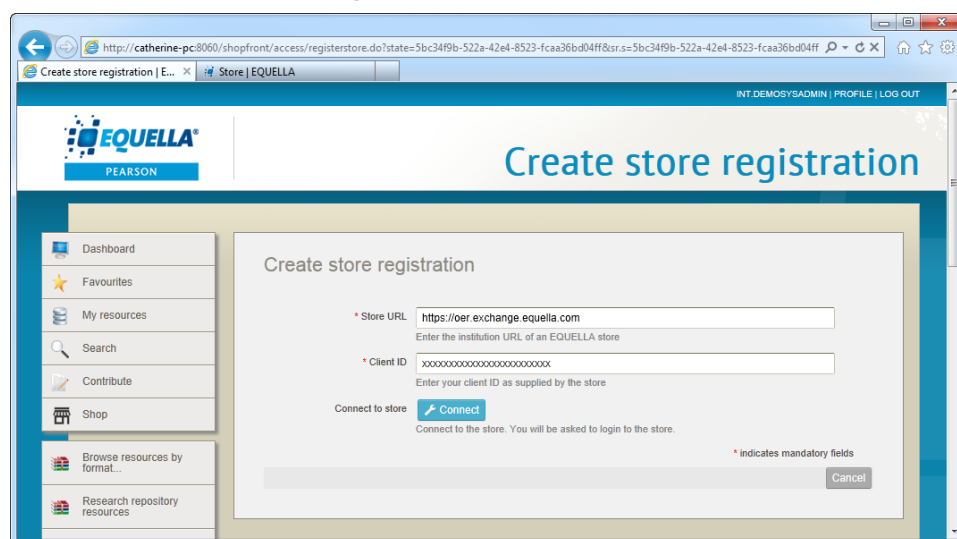 http://catherine-pc:8060/shopfront/access/registerstore.do?state=5bc34f9b-522a-42e4-8523-fcaa36bd04ff&sr.s=5bc34f9b-522a-42e4-8523-fcaa36bd04ff
Create store registration | E...
Store | EQUELLA
INT.DEMOSYSADMIN | PROFILE | LOG OUT
EQUELLA®
PEARSON
Create store registration
Dashboard
Favourites
My resources
Search
Contribute
Shop
Browse resources by
format...
Research repository
resources
Create store registration
* Store URL https://oer.exchange.equella.com
Enter the institution URL of an EQUELLA store
* Client ID xxxxxxxxxxxxxxxxxxxxxxxxx
Enter your client ID as supplied by the store
Connect to store Connect
Connect to the store. You will be asked to login to the store.
* indicates mandatory fields
Cancel